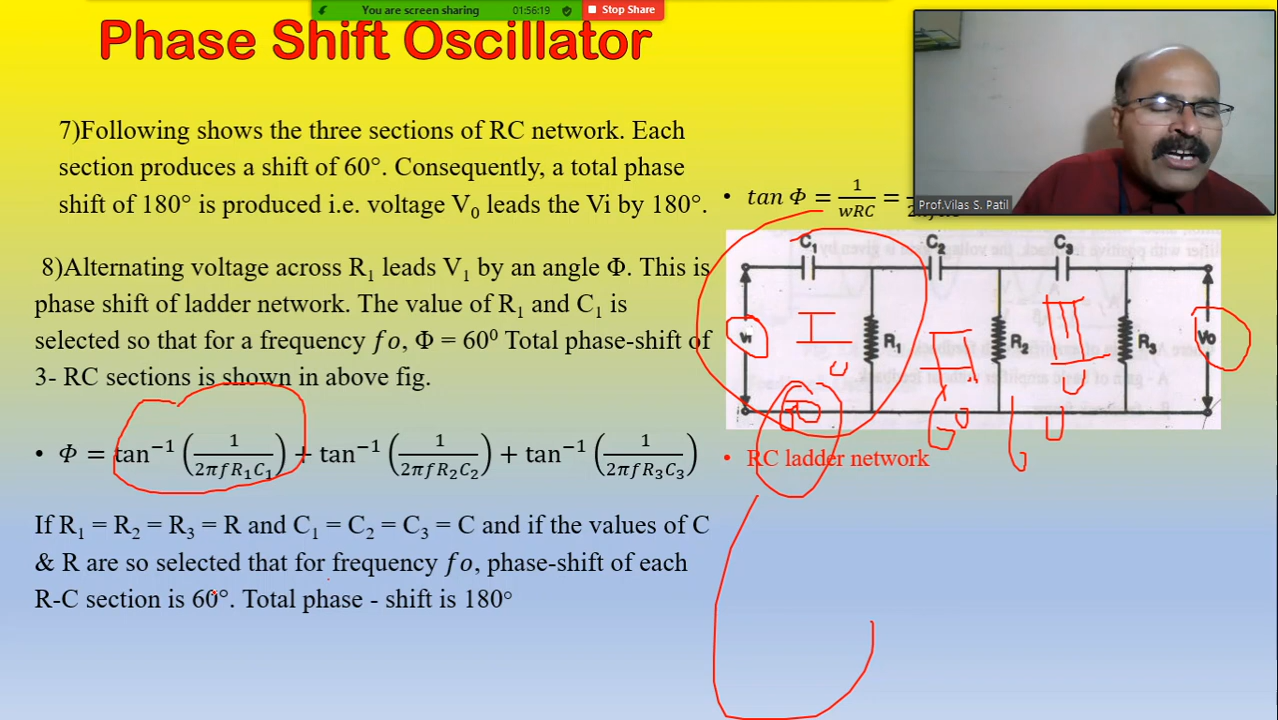 You are screen sharing 01:56:19 Stop Share
Phase Shift Oscillator
7)Following shows the three sections of RC network. Each
section produces a shift of 60°. Consequently, a total phase
shift of 180° is produced i.e. voltage V₀ leads the Vi by 180°.
8)Alternating voltage across R₁ leads V₁ by an angle Φ. This is
phase shift of ladder network. The value of R₁ and C₁ is
selected so that for a frequency fo, Φ = 60⁰ Total phase-shift of
3- RC sections is shown in above fig.
• Φ = tan⁻¹ (1/2πfR₁C₁) + tan⁻¹ (1/2πfR₂C₂) + tan⁻¹ (1/2πfR₃C₃)
If R₁ = R₂ = R₃ = R and C₁ = C₂ = C₃ = C and if the values of C
& R are so selected that for frequency fo, phase-shift of each
R-C section is 60°. Total phase - shift is 180°
Prof.Vilas S. Patil
• tan Φ = 1/wRC =
C₁ C₂ C₃
I II III
R₁ R₂ R₃ Vo
60
• RC ladder network